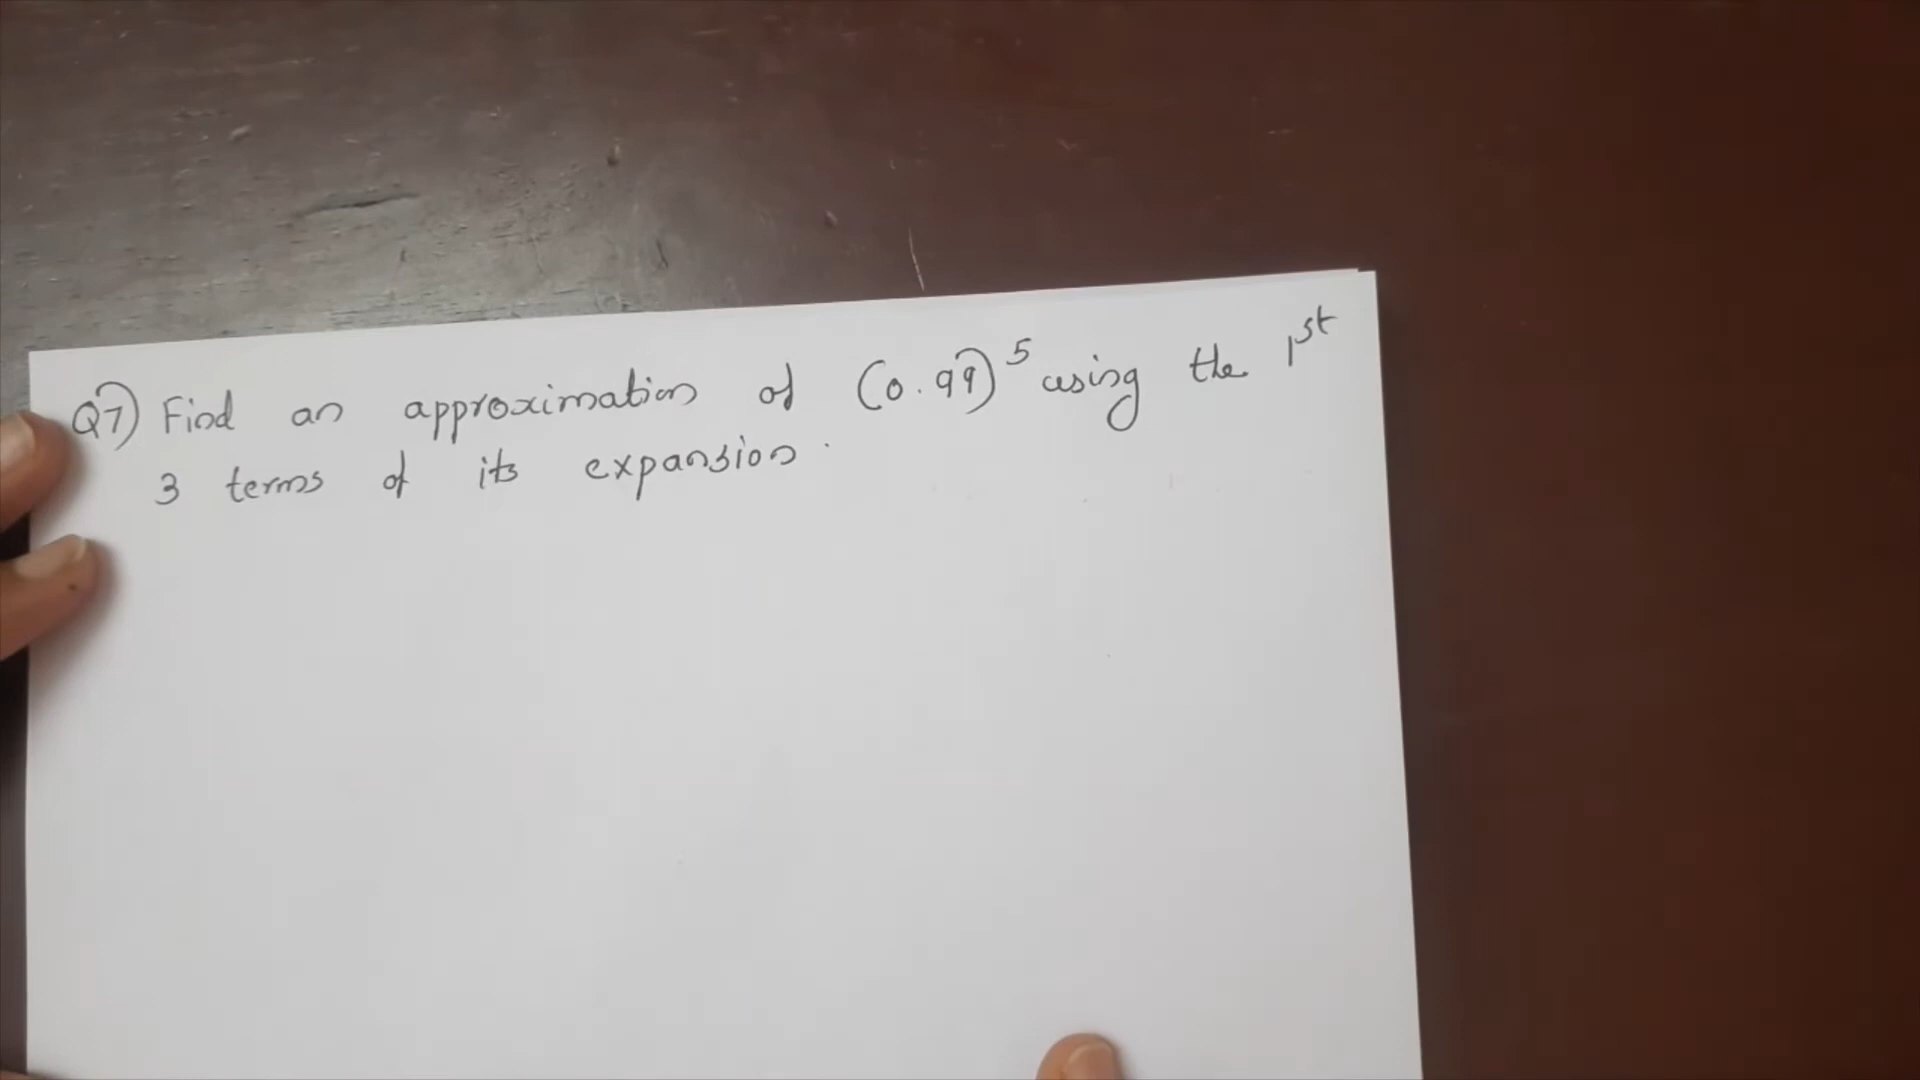 Q7) Find an approximation of (0.99)⁵ using the 1st
3 terms of its expansion.